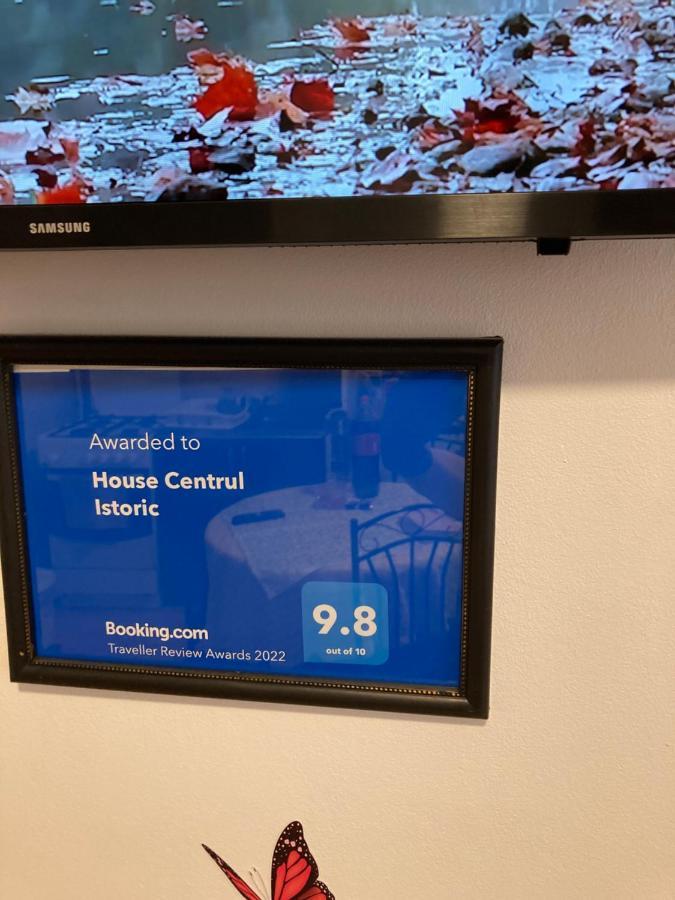 SAMSUNG
Awarded to
House Centrul
Istoric
Booking.com
Traveller Review Awards 2022
9.8
out of 10